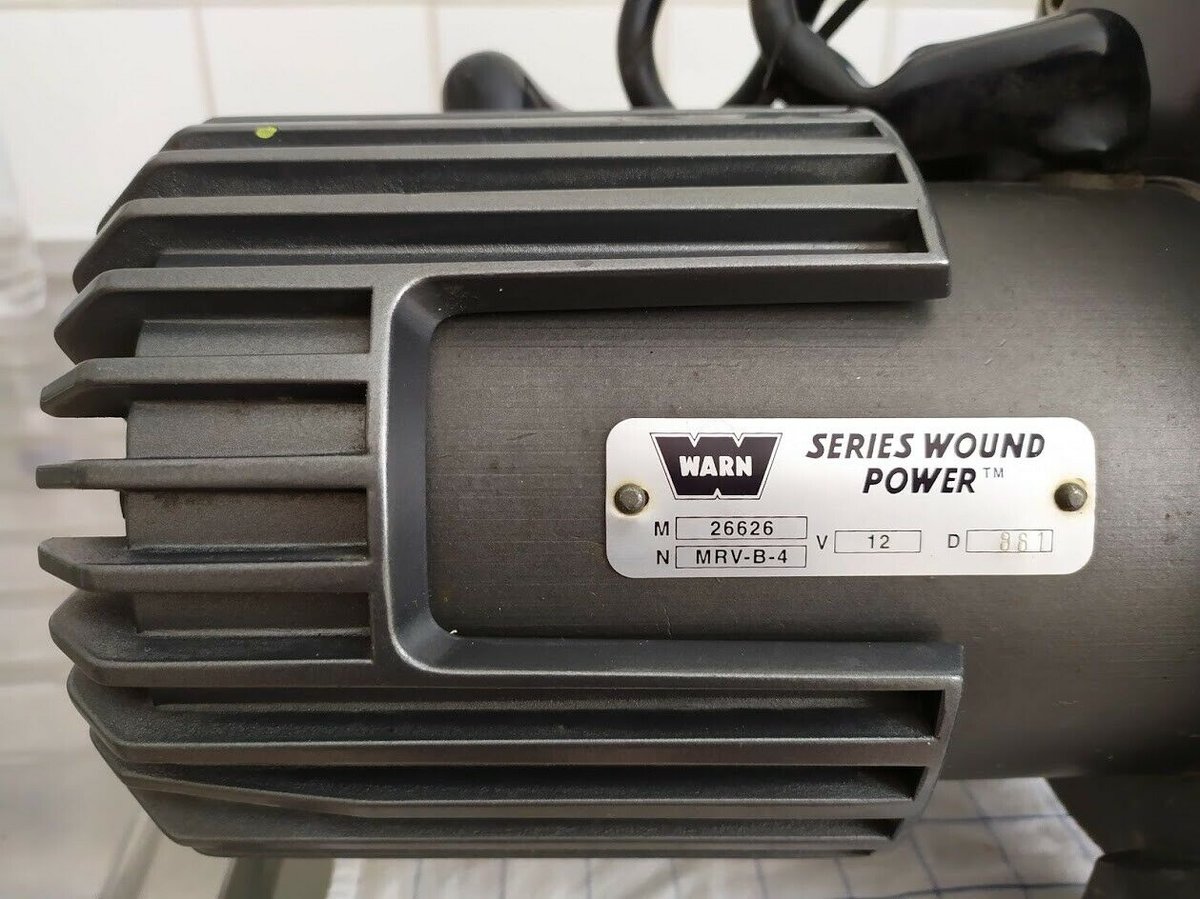 WARN
SERIES WOUND
POWER™
M 26626
N MRV-B-4
V 12
D 861